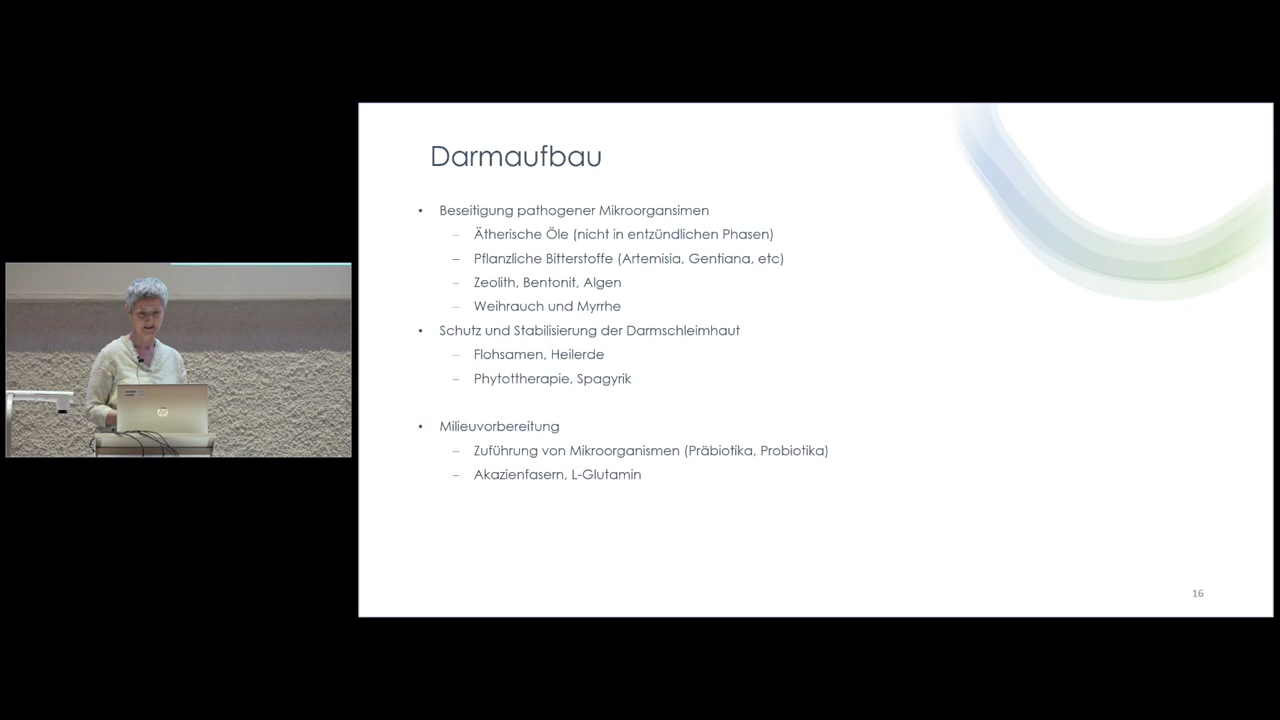 Darmaufbau
• Beseitigung pathogener Mikroorgansimen
– Ätherische Öle (nicht in entzündlichen Phasen)
– Pflanzliche Bitterstoffe (Artemisia, Gentiana, etc)
– Zeolith, Bentonit, Algen
– Weihrauch und Myrrhe
• Schutz und Stabilisierung der Darmschleimhaut
– Flohsamen, Heilerde
– Phytottherapie, Spagyrik
• Milieuvorbereitung
– Zuführung von Mikroorganismen (Präbiotika, Probiotika)
– Akazienfasern, L-Glutamin
16
hp